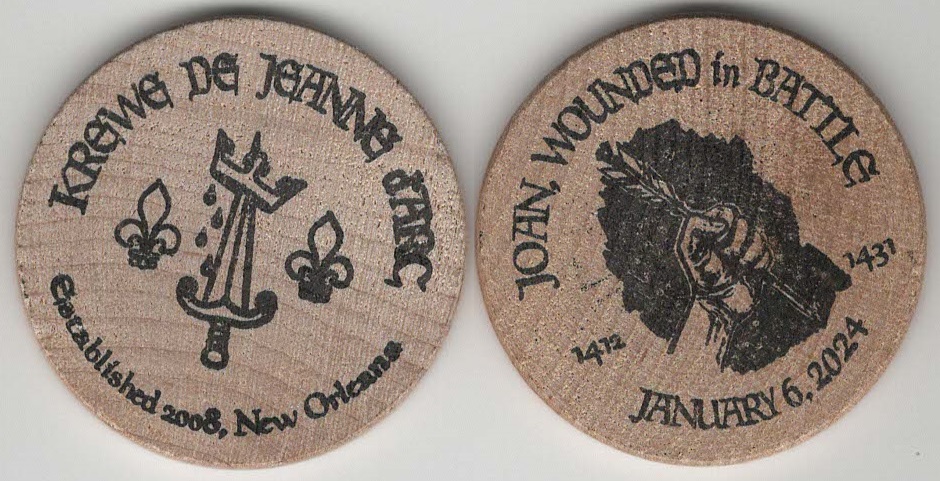 KREWE DE JEANNE d'ARC
Established 2008, New Orleans
JOAN, WOUNDED in BATTLE
1412
1431
JANUARY 6, 2024